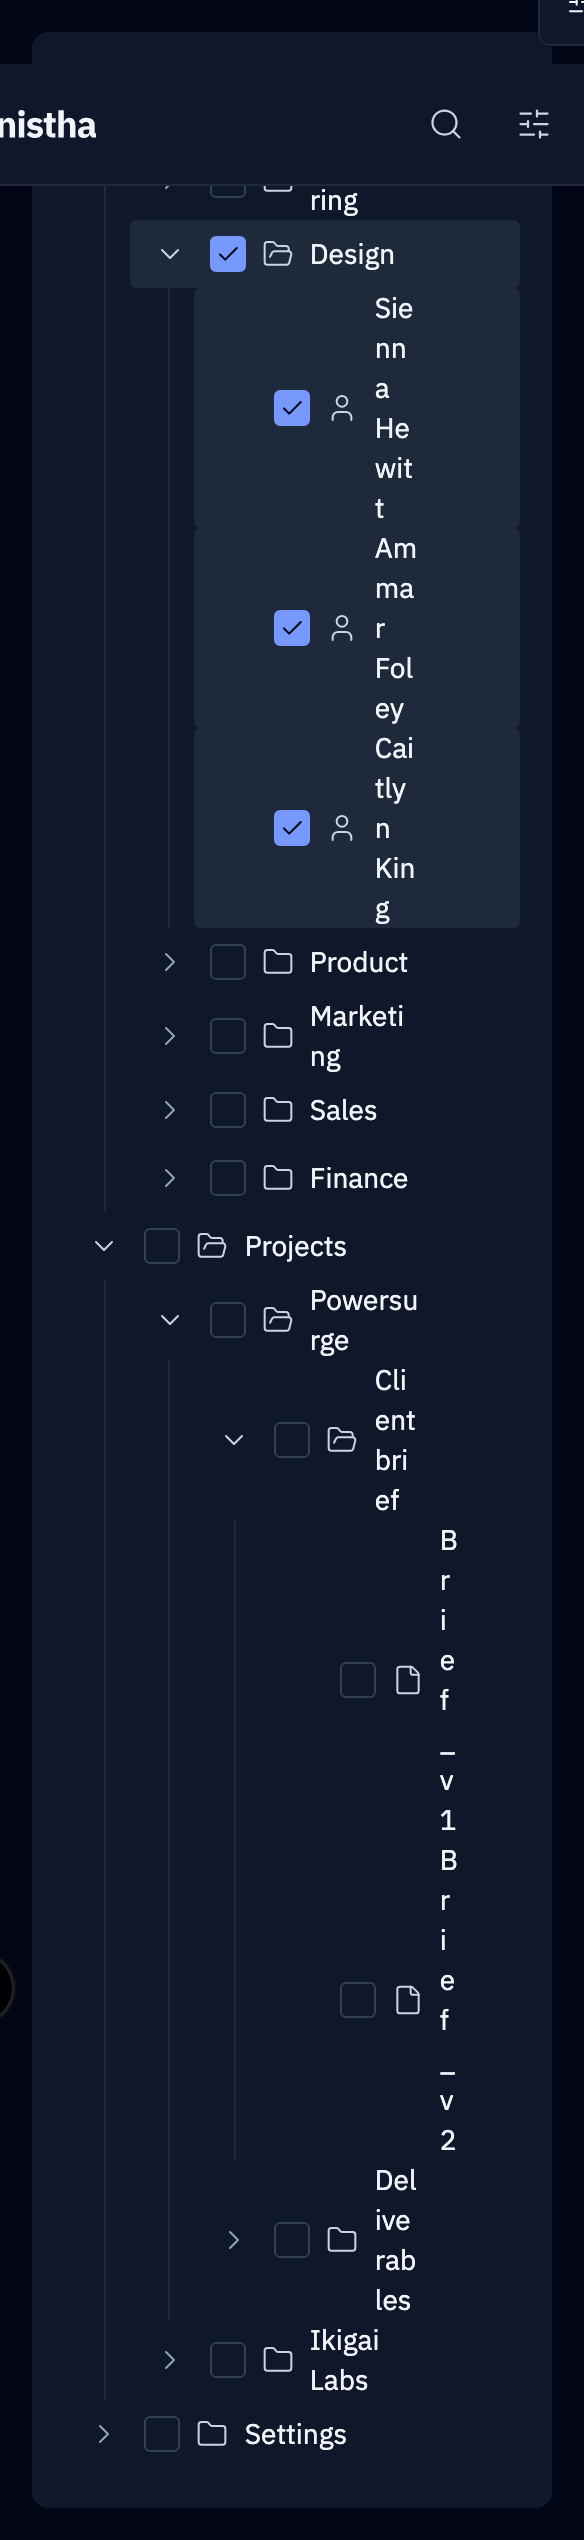 nistha
ring
Design
Sie
nn
a
He
wit
t
Am
ma
r
Fol
ey
Cai
tly
n
Kin
g
Product
Marketi
ng
Sales
Finance
Projects
Powersu
rge
Cli
ent
bri
ef
B
r
i
e
f
_
v
1
B
r
i
e
f
_
v
2
Del
ive
rab
les
Ikigai
Labs
Settings